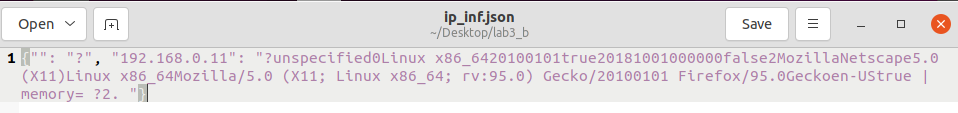 Open
ip_inf.json
~/Desktop/lab3_b
Save
1 {"": "?", "192.168.0.11": "?unspecified0Linux x86_6420100101true20181001000000false2MozillaNetscape5.0
(X11)Linux x86_64Mozilla/5.0 (X11; Linux x86_64; rv:95.0) Gecko/20100101 Firefox/95.0Geckoen-UStrue |
memory= ?2. "}